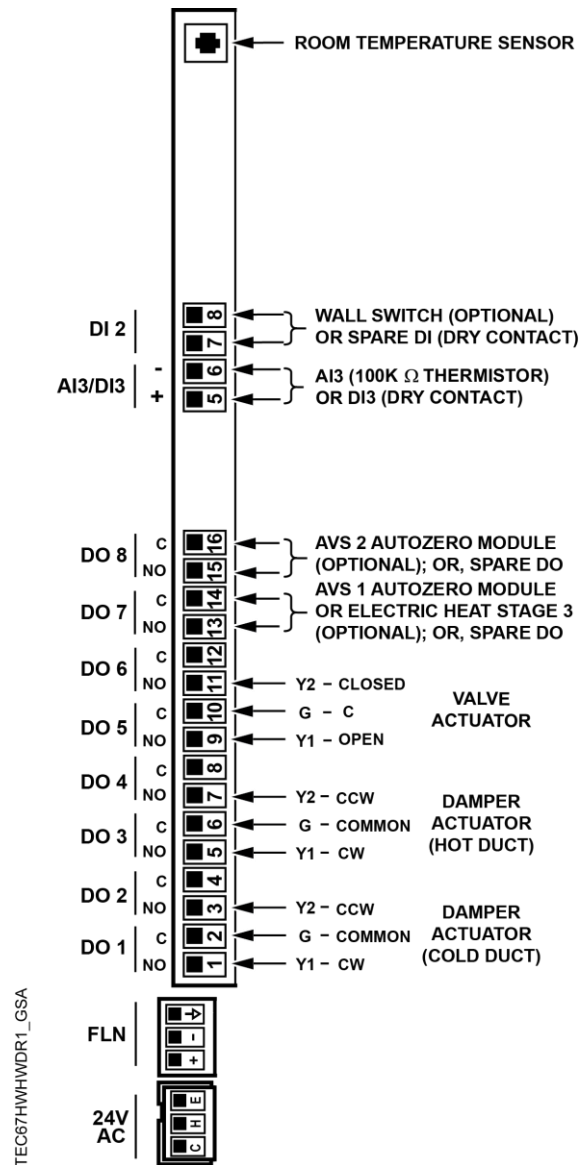 ROOM TEMPERATURE SENSOR
DI 2
8
7
WALL SWITCH (OPTIONAL)
OR SPARE DI (DRY CONTACT)
AI3/DI3
-
+
6
5
AI3 (100K Ω THERMISTOR)
OR DI3 (DRY CONTACT)
DO 8
C
NO
16
15
AVS 2 AUTOZERO MODULE
(OPTIONAL); OR, SPARE DO
DO 7
C
NO
14
13
AVS 1 AUTOZERO MODULE
OR ELECTRIC HEAT STAGE 3
(OPTIONAL); OR, SPARE DO
DO 6
C
NO
12
11
Y2 – CLOSED
DO 5
C
NO
10
9
G – C
Y1 – OPEN
VALVE
ACTUATOR
DO 4
C
NO
8
7
Y2 – CCW
DO 3
C
NO
6
5
G – COMMON
Y1 – CW
DAMPER
ACTUATOR
(HOT DUCT)
DO 2
C
NO
4
3
Y2 – CCW
DO 1
C
NO
2
1
G – COMMON
Y1 – CW
DAMPER
ACTUATOR
(COLD DUCT)
FLN
-
+
24V
AC
E
H
C
TEC67HWHWDR1_GSA